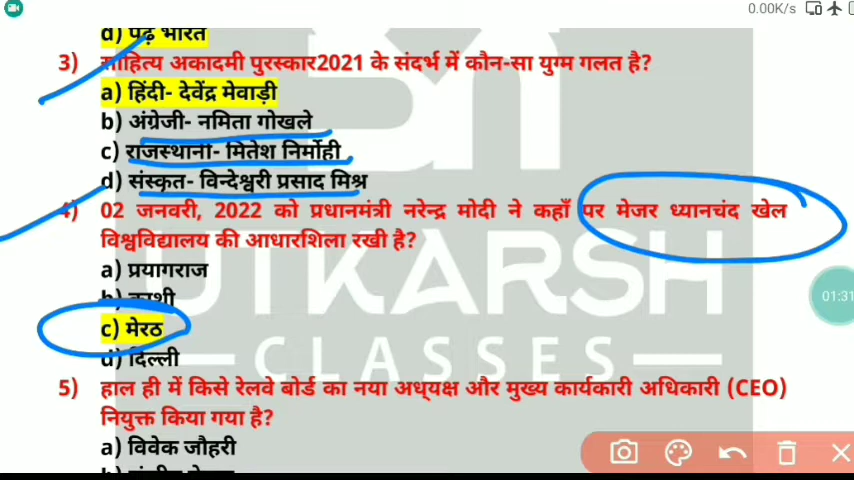 0.00K/s
d) पढ़े भारत
3) साहित्य अकादमी पुरस्कार2021 के संदर्भ में कौन-सा युग्म गलत है?
a) हिंदी- देवेंद्र मेवाड़ी
b) अंग्रेजी- नमिता गोखले
c) राजस्थानी- मितेश निर्मोही
d) संस्कृत- विन्देश्वरी प्रसाद मिश्र
4) 02 जनवरी, 2022 को प्रधानमंत्री नरेन्द्र मोदी ने कहाँ पर मेजर ध्यानचंद खेल
विश्वविद्यालय की आधारशिला रखी है?
a) प्रयागराज
b) काशी
c) मेरठ
d) दिल्ली
UTKARSH
CLASSES
01:31
5) हाल ही में किसे रेलवे बोर्ड का नया अध्यक्ष और मुख्य कार्यकारी अधिकारी (CEO)
नियुक्त किया गया है?
a) विवेक जौहरी